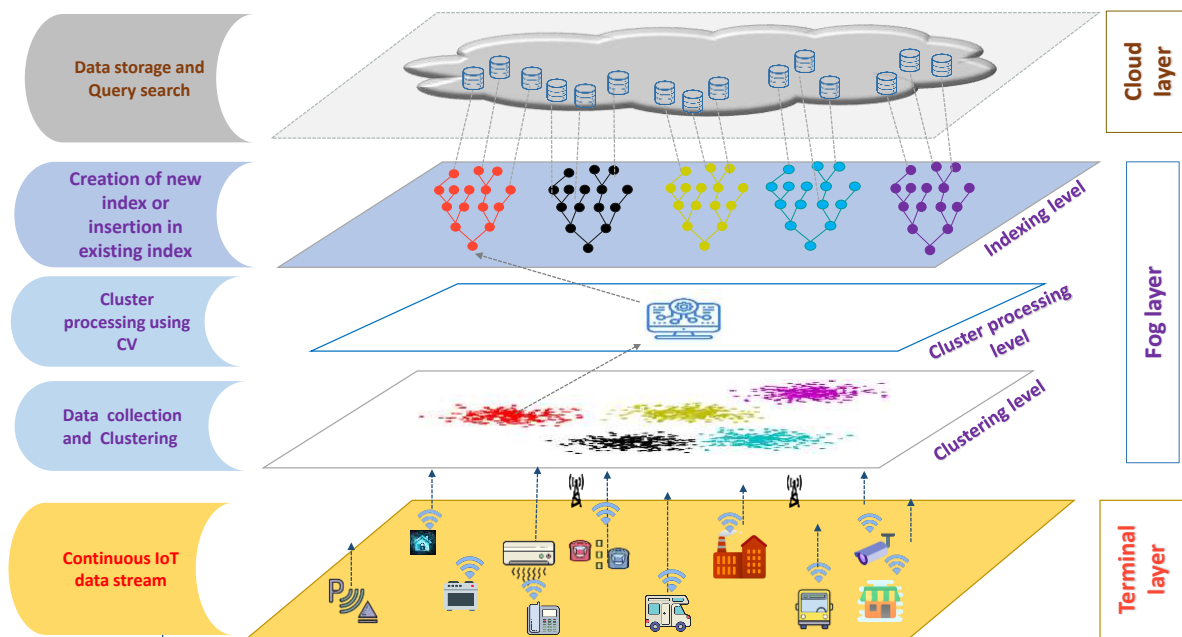 Data storage and
Query search
Cloud
layer
Creation of new
index or
insertion in
existing index
Indexing level
Cluster
processing using
CV
Cluster processing
level
Fog layer
Data collection
and Clustering
Clustering level
Continuous IoT
data stream
P
Terminal
layer